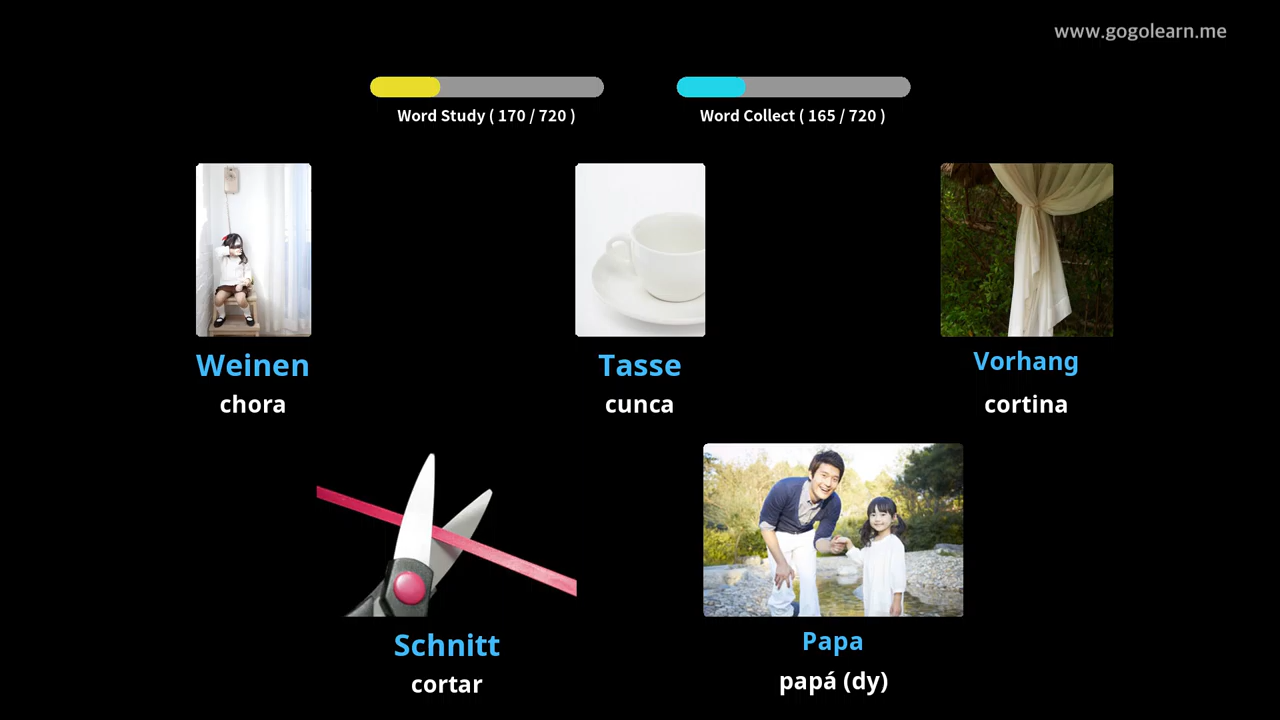 www.gogolearn.me
Word Study ( 170 / 720 )
Word Collect ( 165 / 720 )
Weinen
chora
Tasse
cunca
Vorhang
cortina
Schnitt
cortar
Papa
papá (dy)